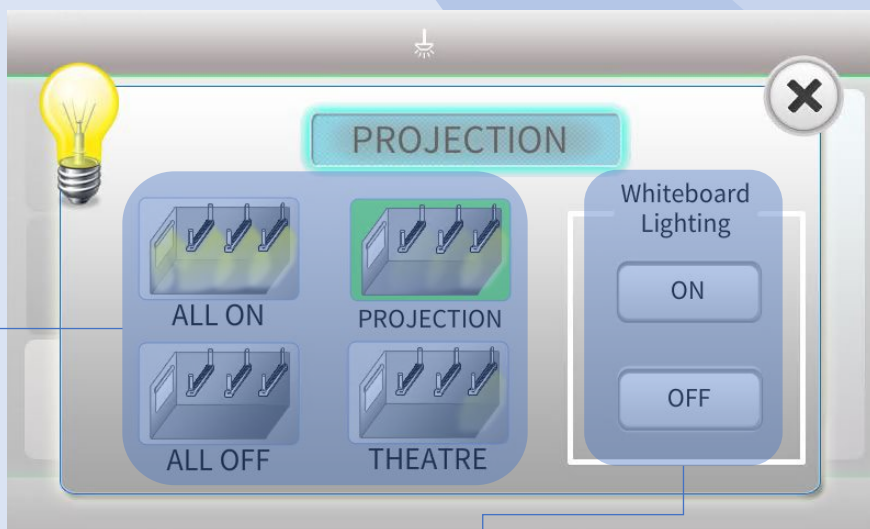 PROJECTION
ALL ON
PROJECTION
ALL OFF
THEATRE
Whiteboard
Lighting
ON
OFF